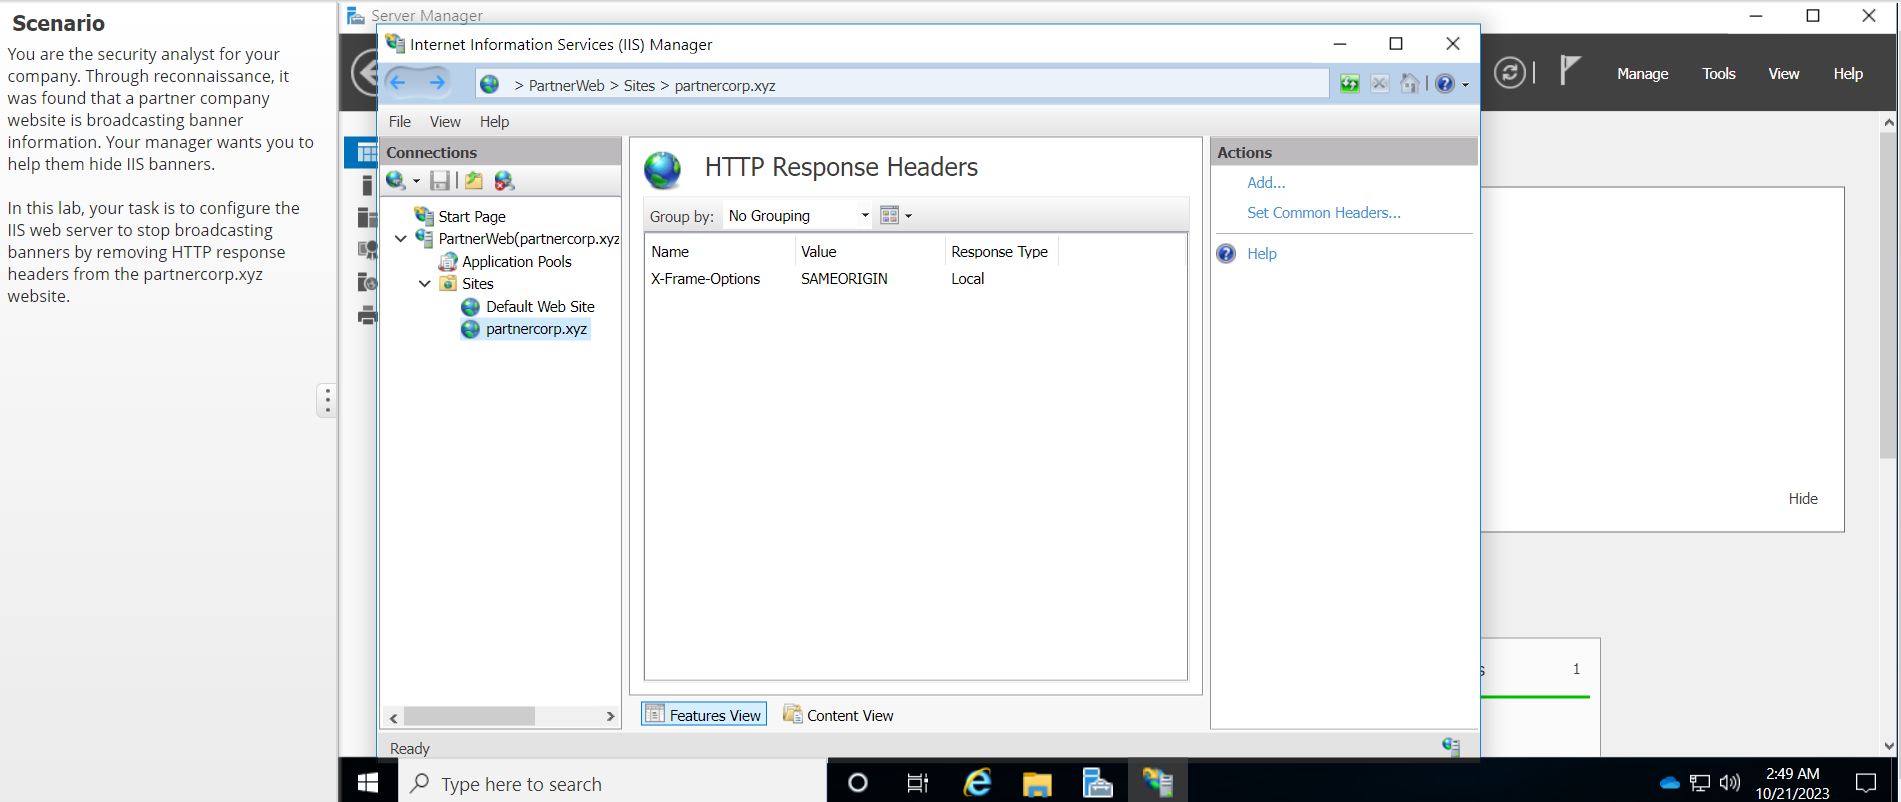 Scenario
You are the security analyst for your
company. Through reconnaissance, it
was found that a partner company
website is broadcasting banner
information. Your manager wants you to
help them hide IIS banners.
In this lab, your task is to configure the
IIS web server to stop broadcasting
banners by removing HTTP response
headers from the partnercorp.xyz
website.
Server Manager
Internet Information Services (IIS) Manager
> PartnerWeb > Sites > partnercorp.xyz
Manage Tools View Help
File View Help
Connections
Start Page
PartnerWeb(partnercorp.xyz
Application Pools
Sites
Default Web Site
partnercorp.xyz
HTTP Response Headers
Group by: No Grouping
Name Value Response Type
X-Frame-Options SAMEORIGIN Local
Features View Content View
Actions
Add...
Set Common Headers...
Help
Hide
1
Ready
Type here to search
2:49 AM
10/21/2023